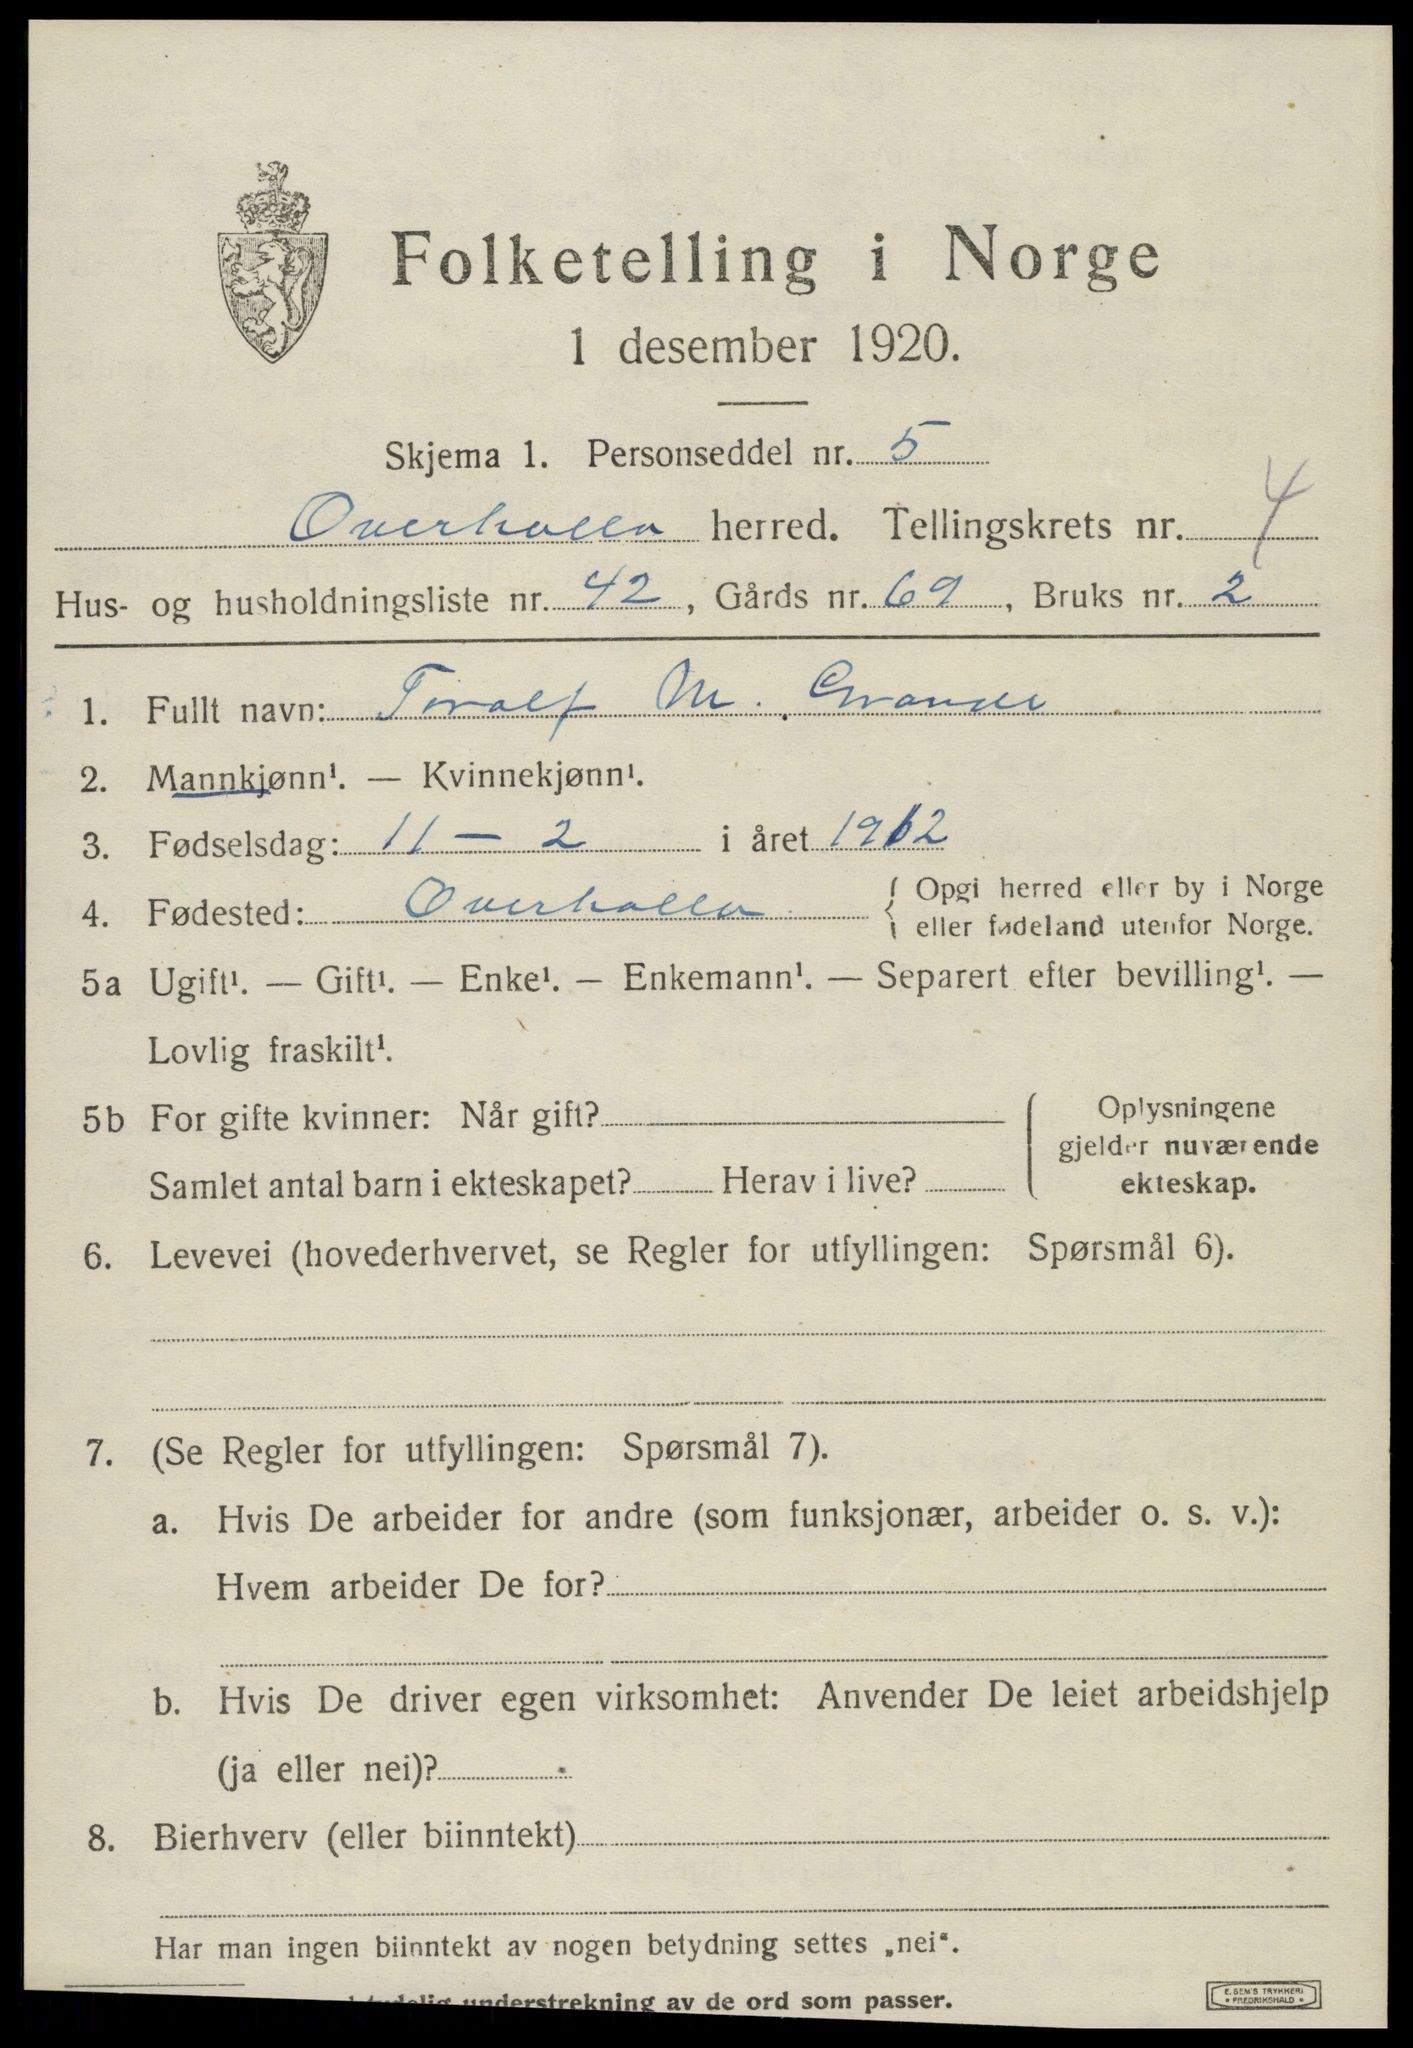 Folketelling i Norge
1 desember 1920.
Skjema 1. Personseddel nr. 5
Overhalla herred. Tellingskrets nr. 4
Hus- og husholdningsliste nr. 42, Gårds nr. 69, Bruks nr. 2
1. Fullt navn: Toralf M. Grande
2. Mannkjønn¹. — Kvinnekjønn¹.
3. Fødselsdag: 11 – 2 i året 1912
4. Fødested: Overhalla { Opgi herred eller by i Norge
eller fødeland utenfor Norge.
5a Ugift¹. — Gift¹. — Enke¹. — Enkemann¹. — Separert efter bevilling¹. —
Lovlig fraskilt¹.
5b For gifte kvinner: Når gift?
Samlet antal barn i ekteskapet? Herav i live?
Oplysningene
gjelder nuværende
ekteskap.
6. Levevei (hovederhvervet, se Regler for utfyllingen: Spørsmål 6).
7. (Se Regler for utfyllingen: Spørsmål 7).
a. Hvis De arbeider for andre (som funksjonær, arbeider o. s. v.):
Hvem arbeider De for?
b. Hvis De driver egen virksomhet: Anvender De leiet arbeidshjelp
(ja eller nei)?
8. Bierhverv (eller biinntekt)
Har man ingen biinntekt av nogen betydning settes „nei“.
understrekning av de ord som passer.
E. SEM'S TRYKKERI
• FREDRIKSHALD •